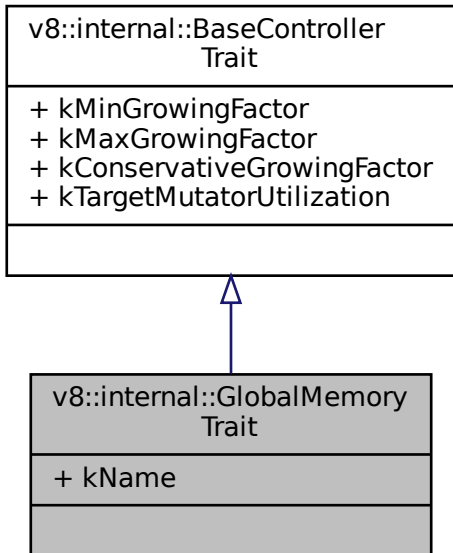 v8::internal::BaseController
Trait
+ kMinGrowingFactor
+ kMaxGrowingFactor
+ kConservativeGrowingFactor
+ kTargetMutatorUtilization
v8::internal::GlobalMemory
Trait
+ kName